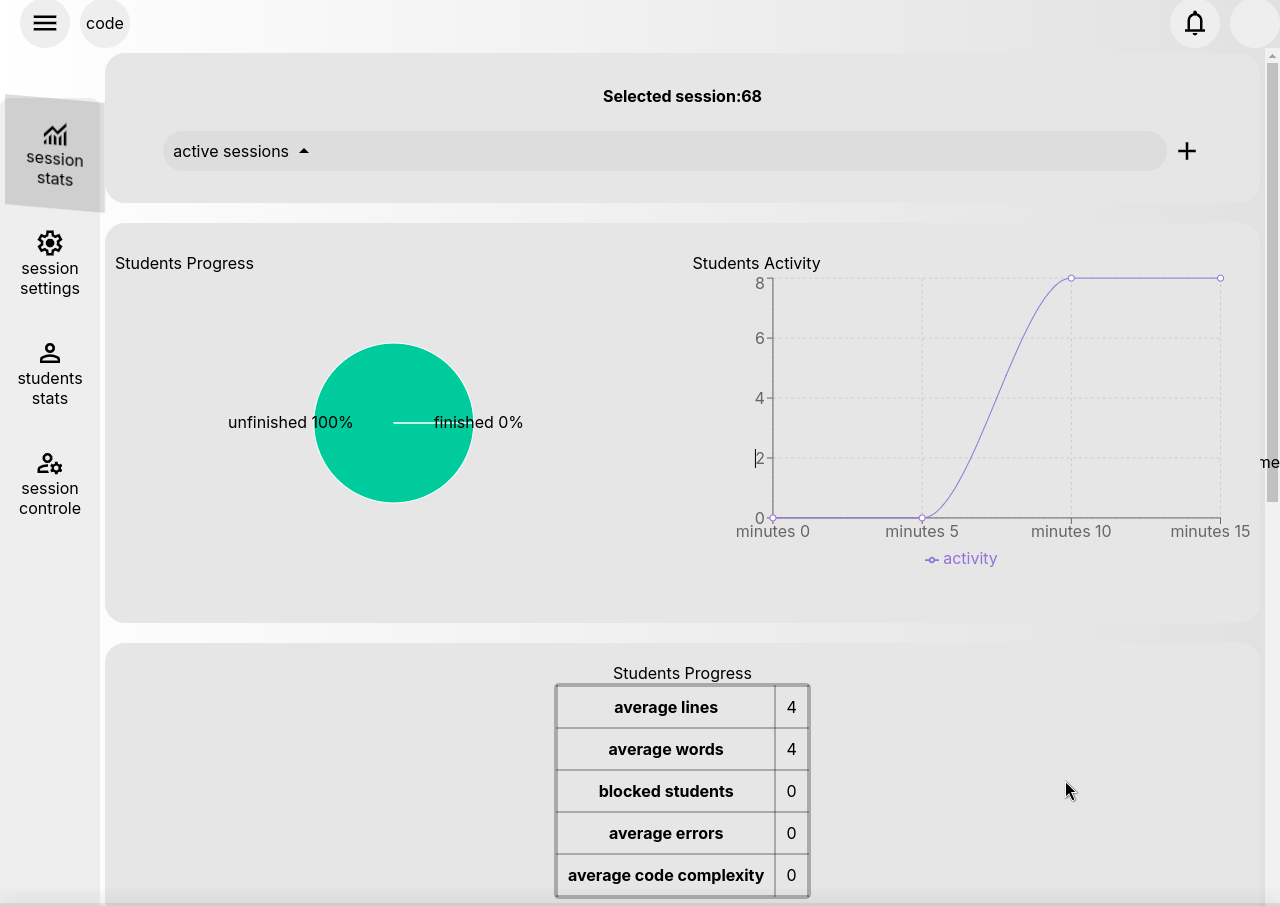 code
Selected session:68
active sessions
session
stats
session
settings
students
stats
session
controle
Students Progress
unfinished 100%
finished 0%
Students Activity
8
6
4
2
0
minutes 0
minutes 5
minutes 10
minutes 15
activity
me
Students Progress
average lines 4
average words 4
blocked students 0
average errors 0
average code complexity 0